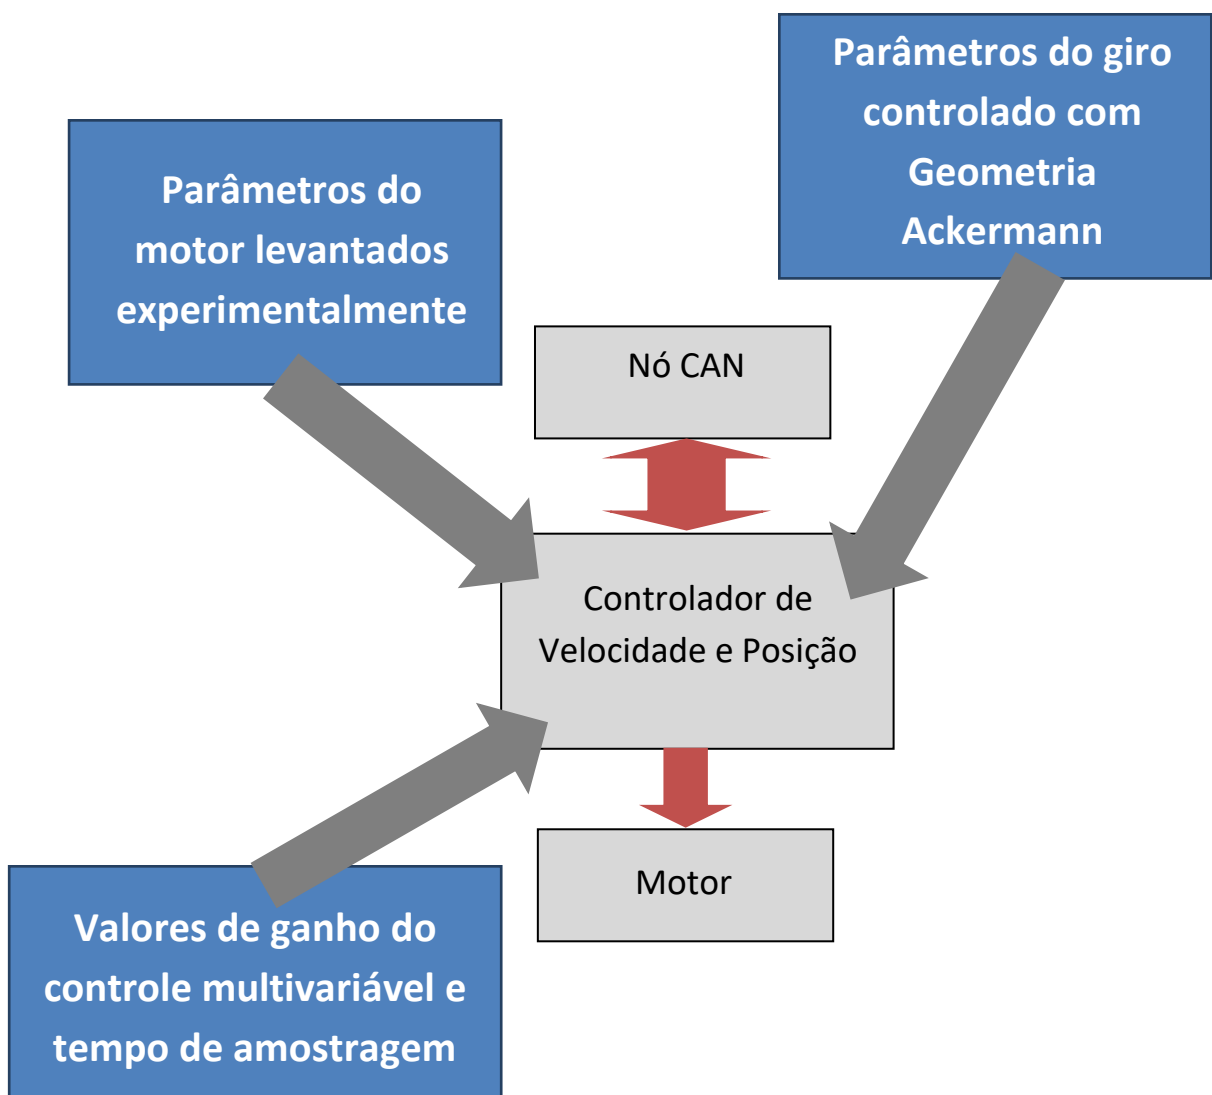 Parâmetros do giro
controlado com
Geometria
Ackermann
Parâmetros do
motor levantados
experimentalmente
Nó CAN
Controlador de
Velocidade e Posição
Motor
Valores de ganho do
controle multivariável e
tempo de amostragem